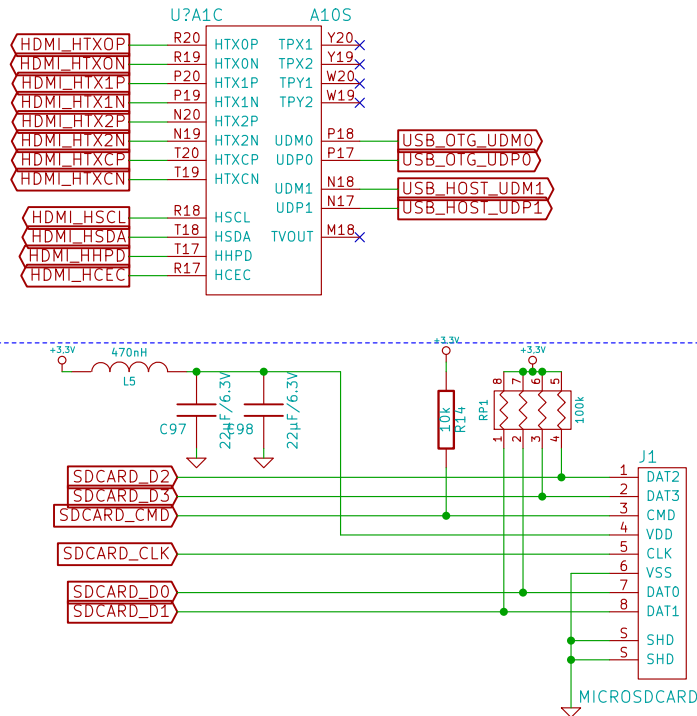 U?A1C A10S
HDMI_HTX0P R20 HTX0P TPX1 Y20
HDMI_HTX0N R19 HTX0N TPX2 Y19
HDMI_HTX1P P20 HTX1P TPY1 W20
HDMI_HTX1N P19 HTX1N TPY2 W19
HDMI_HTX2P N20 HTX2P
HDMI_HTX2N N19 HTX2N UDM0 P18 USB_OTG_UDM0
HDMI_HTXCP T20 HTXCP UDP0 P17 USB_OTG_UDP0
HDMI_HTXCN T19 HTXCN UDM1 N18 USB_HOST_UDM1
UDP1 N17 USB_HOST_UDP1
HDMI_HSCL R18 HSCL
HDMI_HSDA T18 HSDA TVOUT M18
HDMI_HHPD T17 HHPD
HDMI_HCEC R17 HCEC
+3.3V 470nH +3.3V +3.3V
L5
8 7 6 5
C97 22µF/6.3V C98 22µF/6.3V 10k R14 RP1 100k
1 2 3 4
J1
SDCARD_D2 1 DAT2
SDCARD_D3 2 DAT3
SDCARD_CMD 3 CMD
4 VDD
SDCARD_CLK 5 CLK
6 VSS
SDCARD_D0 7 DAT0
SDCARD_D1 8 DAT1
S SHD
S SHD
MICROSDCARD